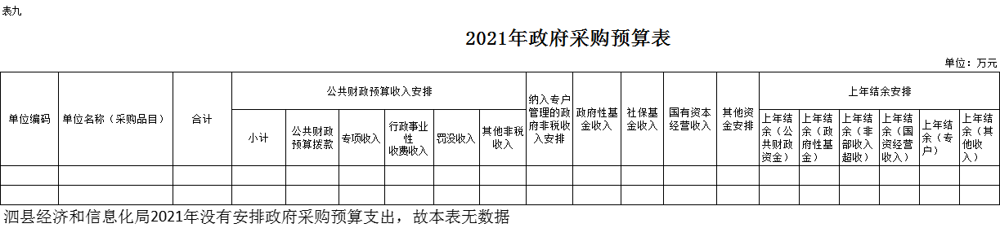 表九
2021年政府采购预算表
单位：万元
单位编码
单位名称（采购品目）
合计
公共财政预算收入安排
小计
公共财政
预算拨款
专项收入
行政事业
性
收费收入
罚没收入
其他非税
收入
纳入专户
管理的政
府非税收
入安排
政府性基
金收入
社保基
金收入
国有资本
经营收入
其他资
金安排
上年结余安排
上年结
余（公
共财政
资金）
上年结
余（政
府性基
金）
上年结
余（非
部收入
超收）
上年结
余（国
资经营
收入）
上年结
余（专
户）
上年结
余（其
他收
入）
泗县经济和信息化局2021年没有安排政府采购预算支出，故本表无数据